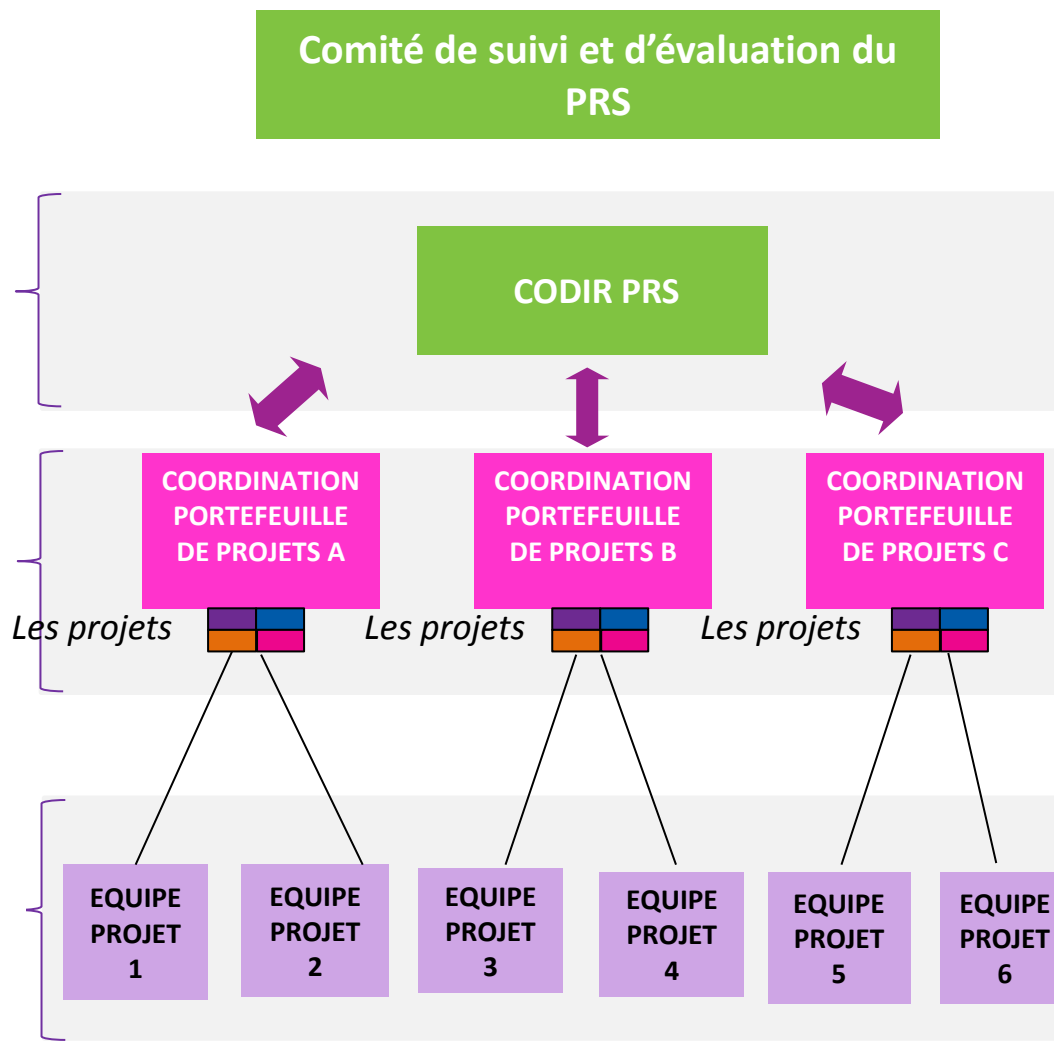 Comité de suivi et d’évaluation du
PRS
CODIR PRS
COORDINATION
PORTEFEUILLE
DE PROJETS A
COORDINATION
PORTEFEUILLE
DE PROJETS B
COORDINATION
PORTEFEUILLE
DE PROJETS C
Les projets
Les projets
Les projets
EQUIPE
PROJET
1
EQUIPE
PROJET
2
EQUIPE
PROJET
3
EQUIPE
PROJET
4
EQUIPE
PROJET
5
EQUIPE
PROJET
6